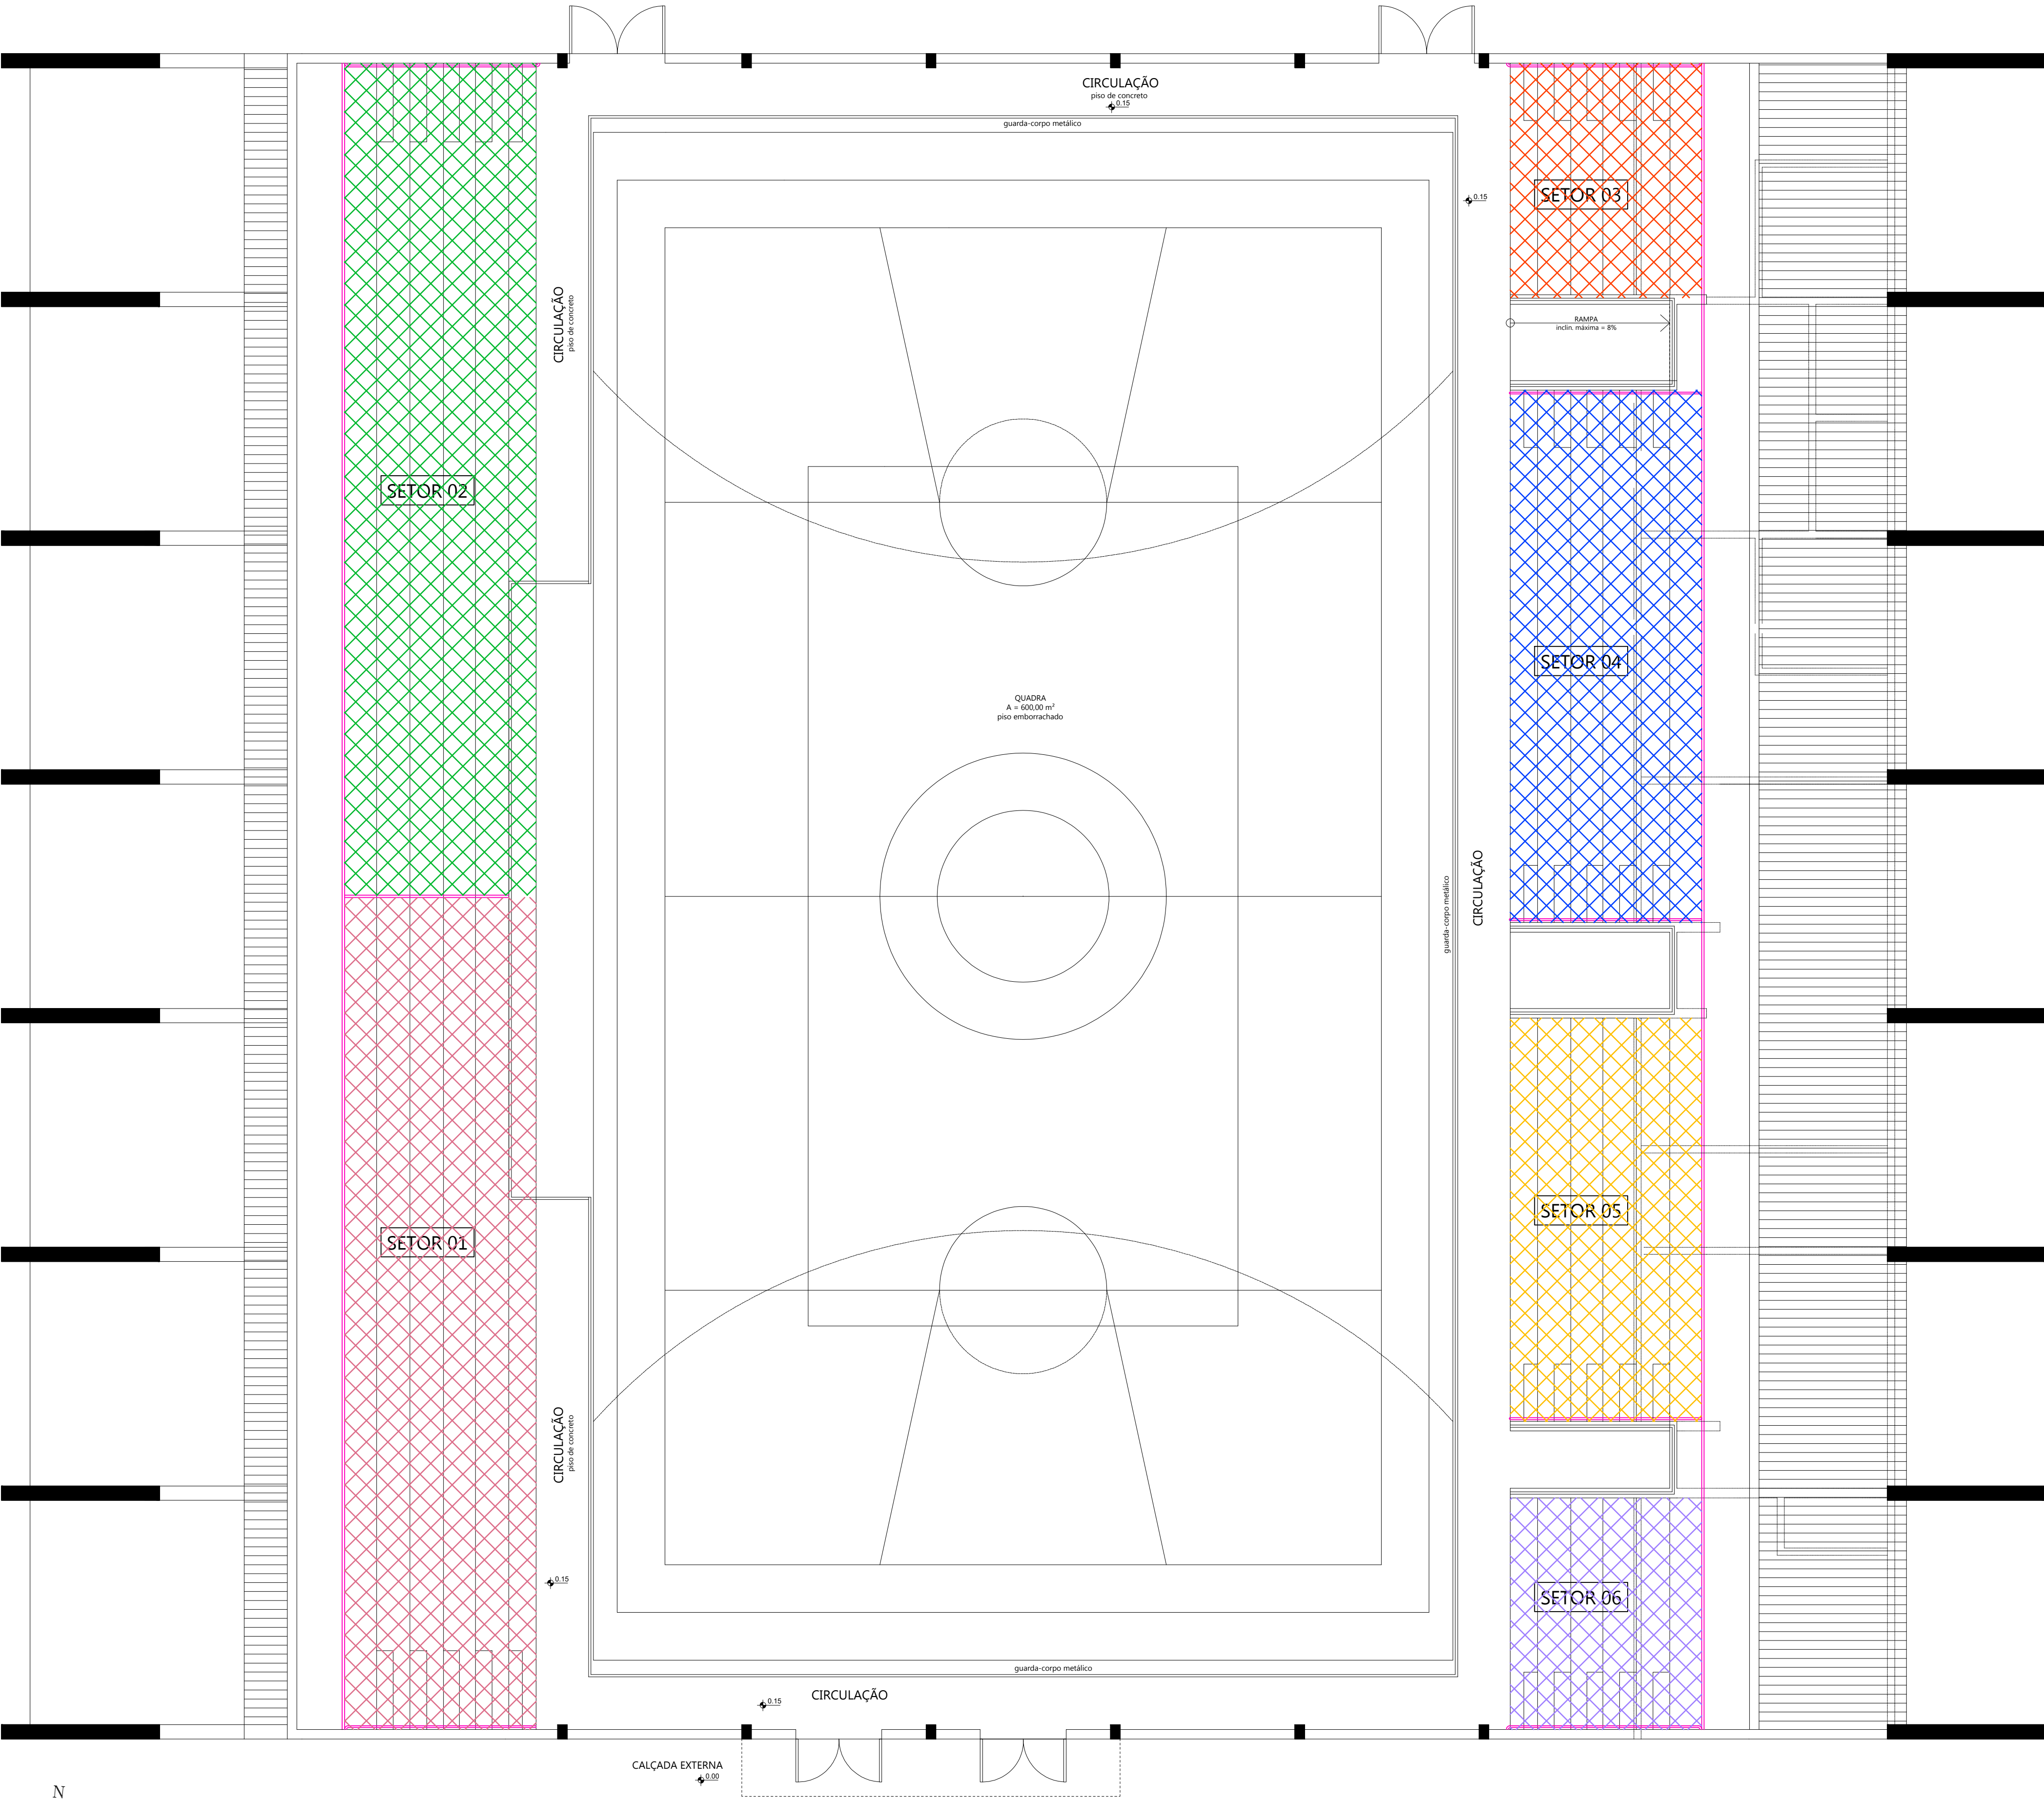 CIRCULAÇÃO
piso de concreto
0.15
guarda-corpo metálico
SETOR 03
0.15
CIRCULAÇÃO
piso de concreto
RAMPA
inclin. máxima = 8%
SETOR 02
SETOR 04
QUADRA
A = 600,00 m²
piso emborrachado
CIRCULAÇÃO
guarda-corpo metálico
SETOR 05
SETOR 01
CIRCULAÇÃO
piso de concreto
0.15
SETOR 06
guarda-corpo metálico
CIRCULAÇÃO
0.15
CALÇADA EXTERNA
0.00
N